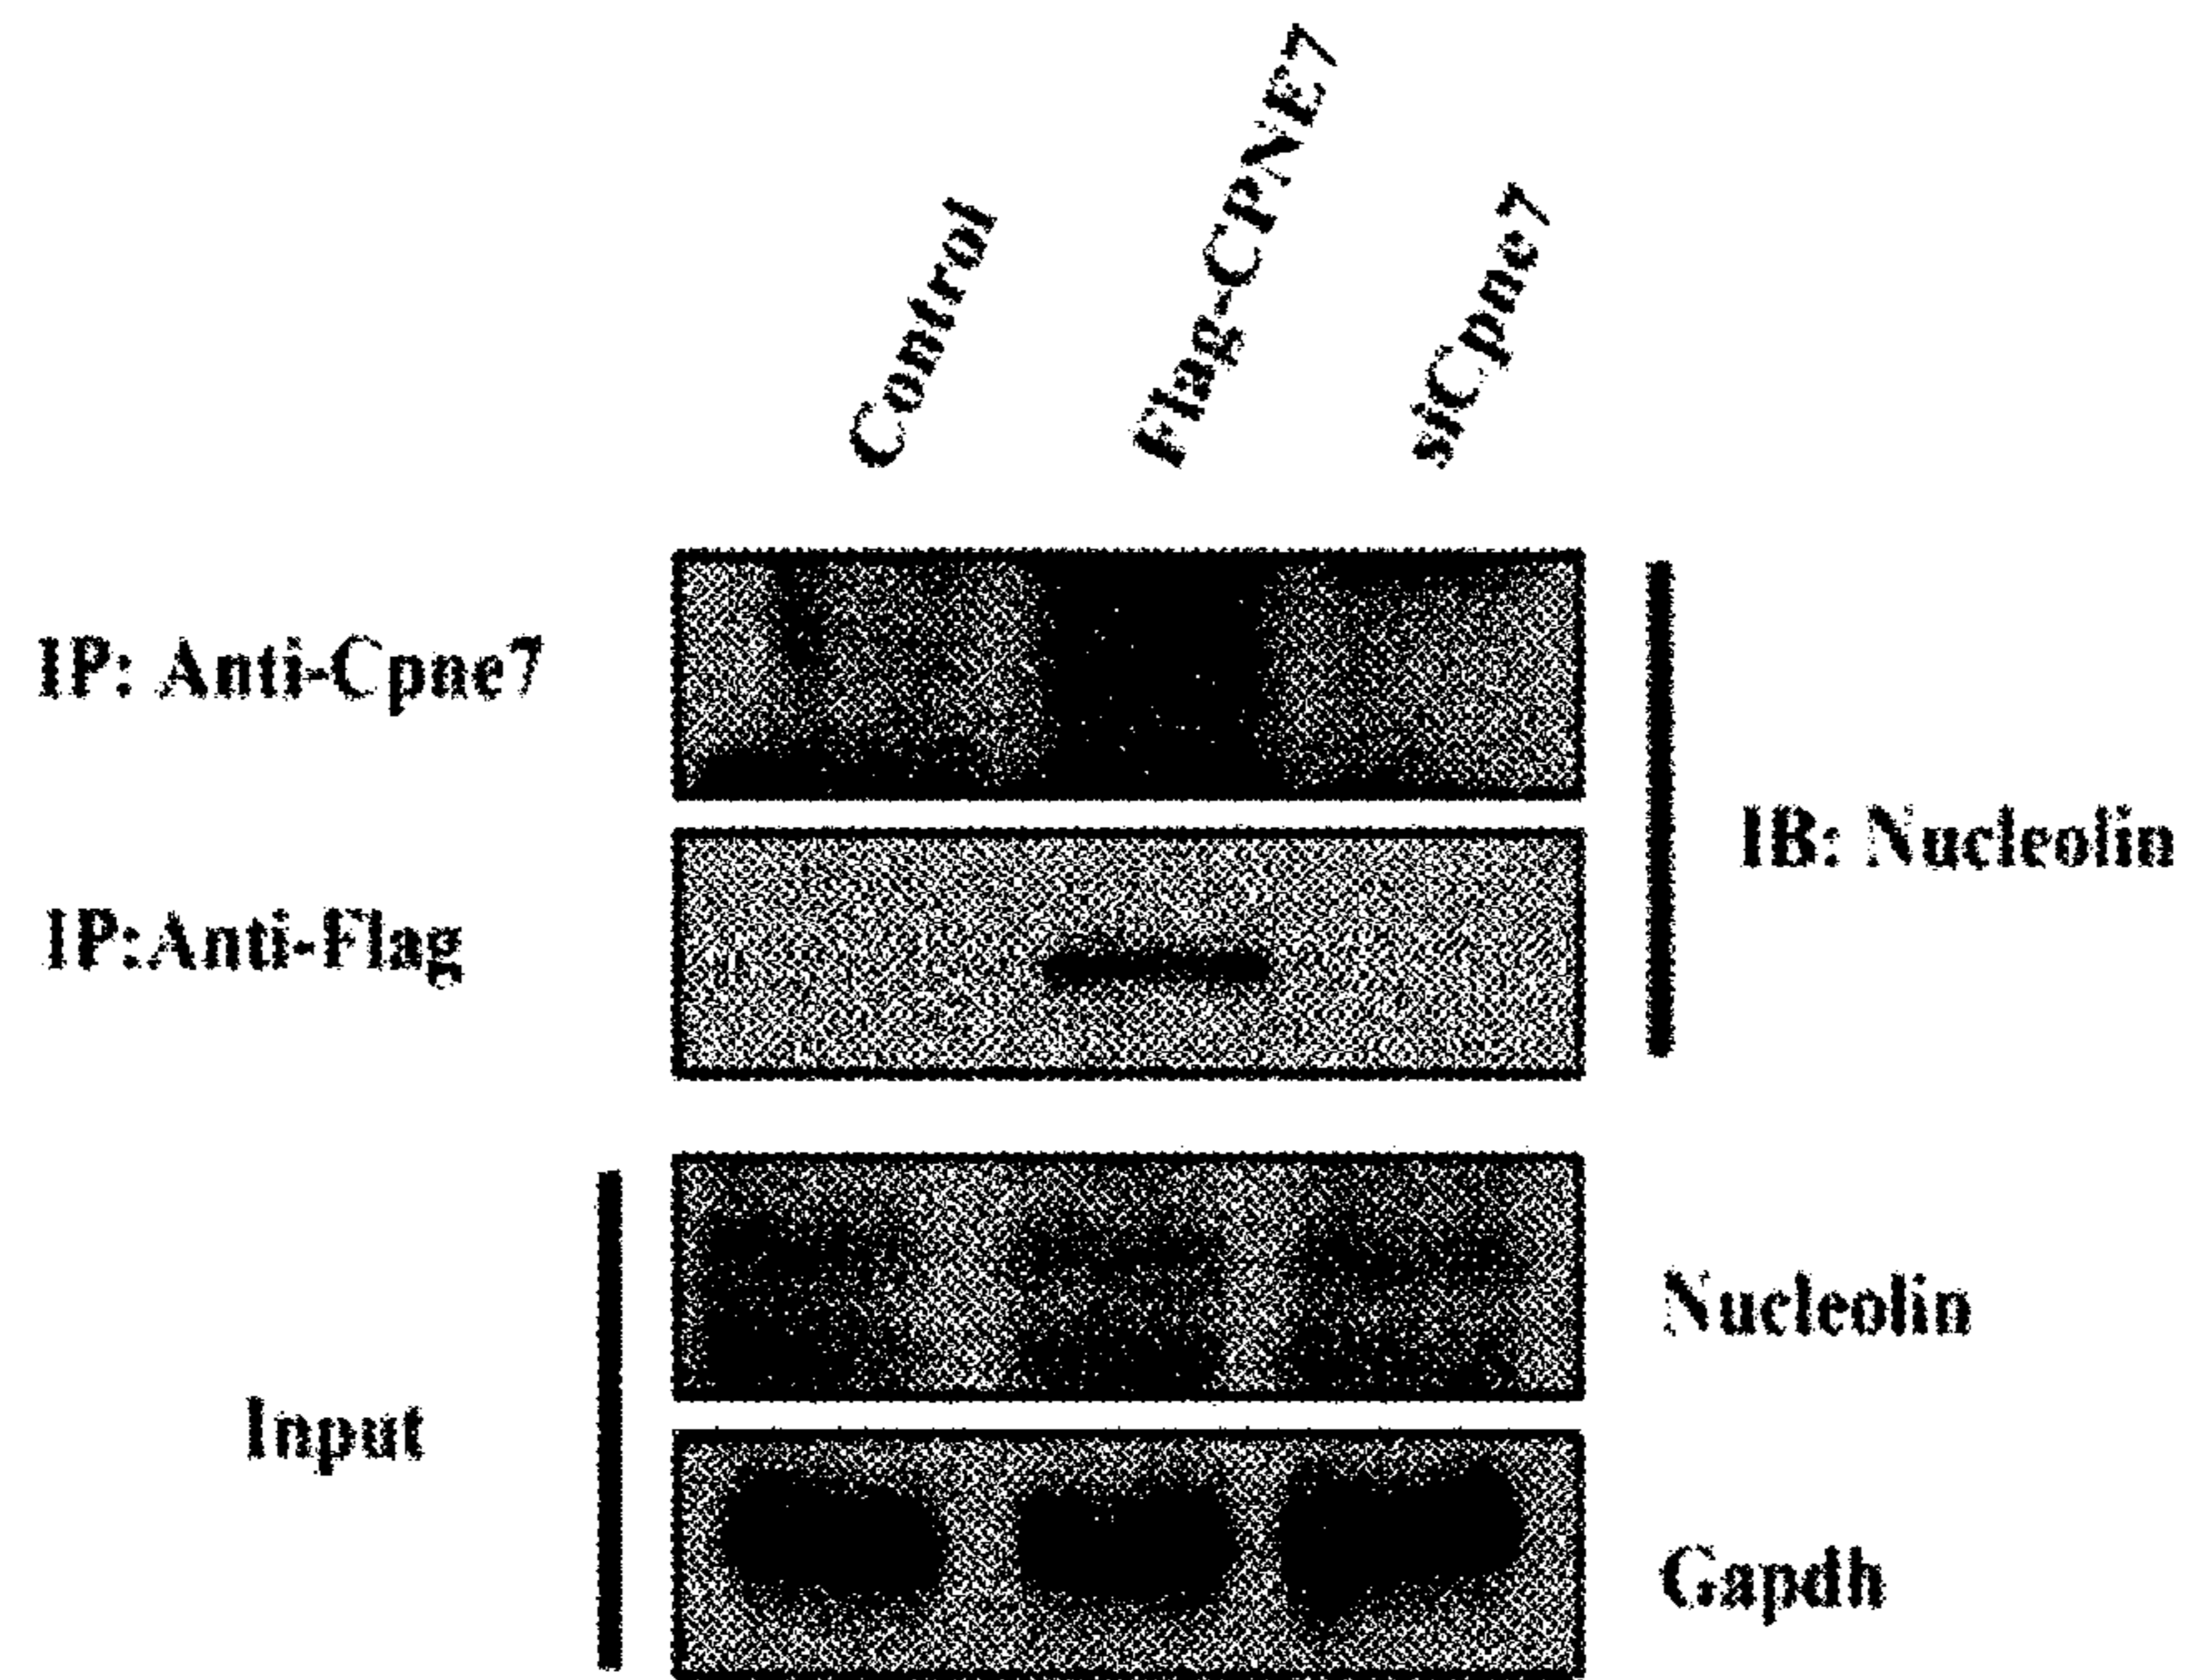 Control
Flag-CPNE7
siCpne7
IP: Anti-Cpne7
IB: Nucleolin
IP:Anti-Flag
Nucleolin
Input
Gapdh